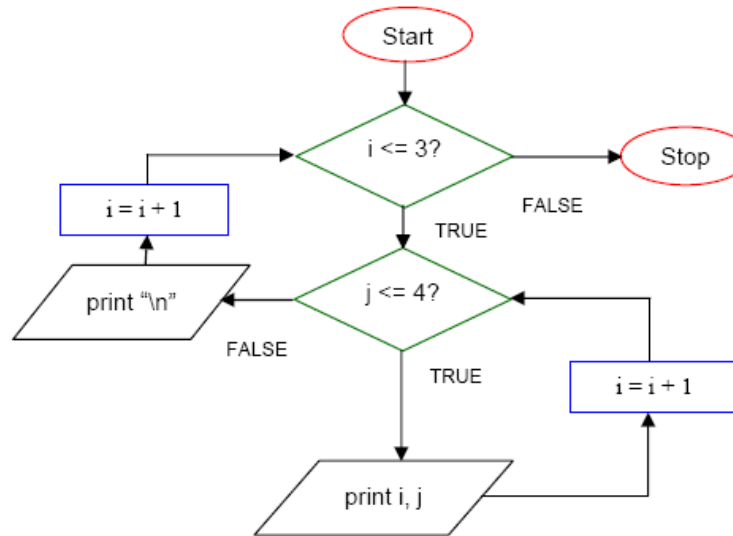 Start
i <= 3?
Stop
i = i + 1
FALSE
TRUE
j <= 4?
print “\n”
FALSE
TRUE
i = i + 1
print i, j